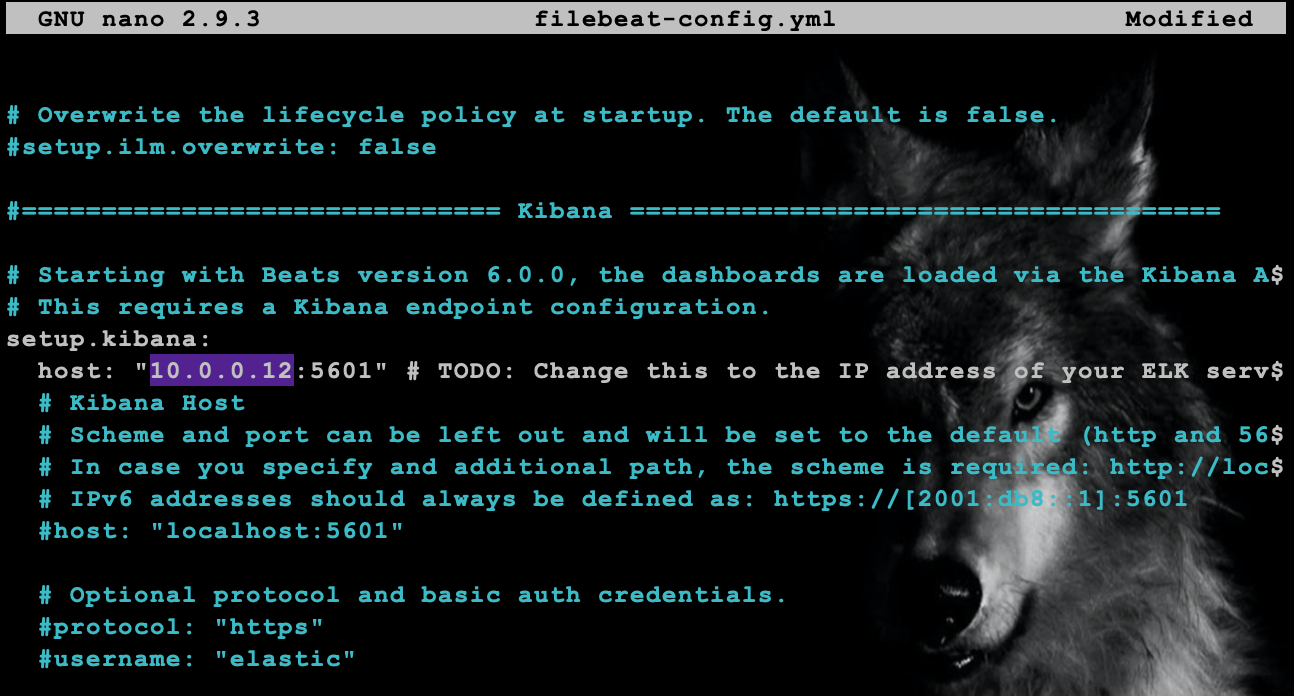 GNU nano 2.9.3 filebeat-config.yml Modified
# Overwrite the lifecycle policy at startup. The default is false.
#setup.ilm.overwrite: false
#============================== Kibana =====================================
# Starting with Beats version 6.0.0, the dashboards are loaded via the Kibana A$
# This requires a Kibana endpoint configuration.
setup.kibana:
  host: "10.0.0.12:5601" # TODO: Change this to the IP address of your ELK serv$
  # Kibana Host
  # Scheme and port can be left out and will be set to the default (http and 56$
  # In case you specify and additional path, the scheme is required: http://loc$
  # IPv6 addresses should always be defined as: https://[2001:db8::1]:5601
  #host: "localhost:5601"
  # Optional protocol and basic auth credentials.
  #protocol: "https"
  #username: "elastic"